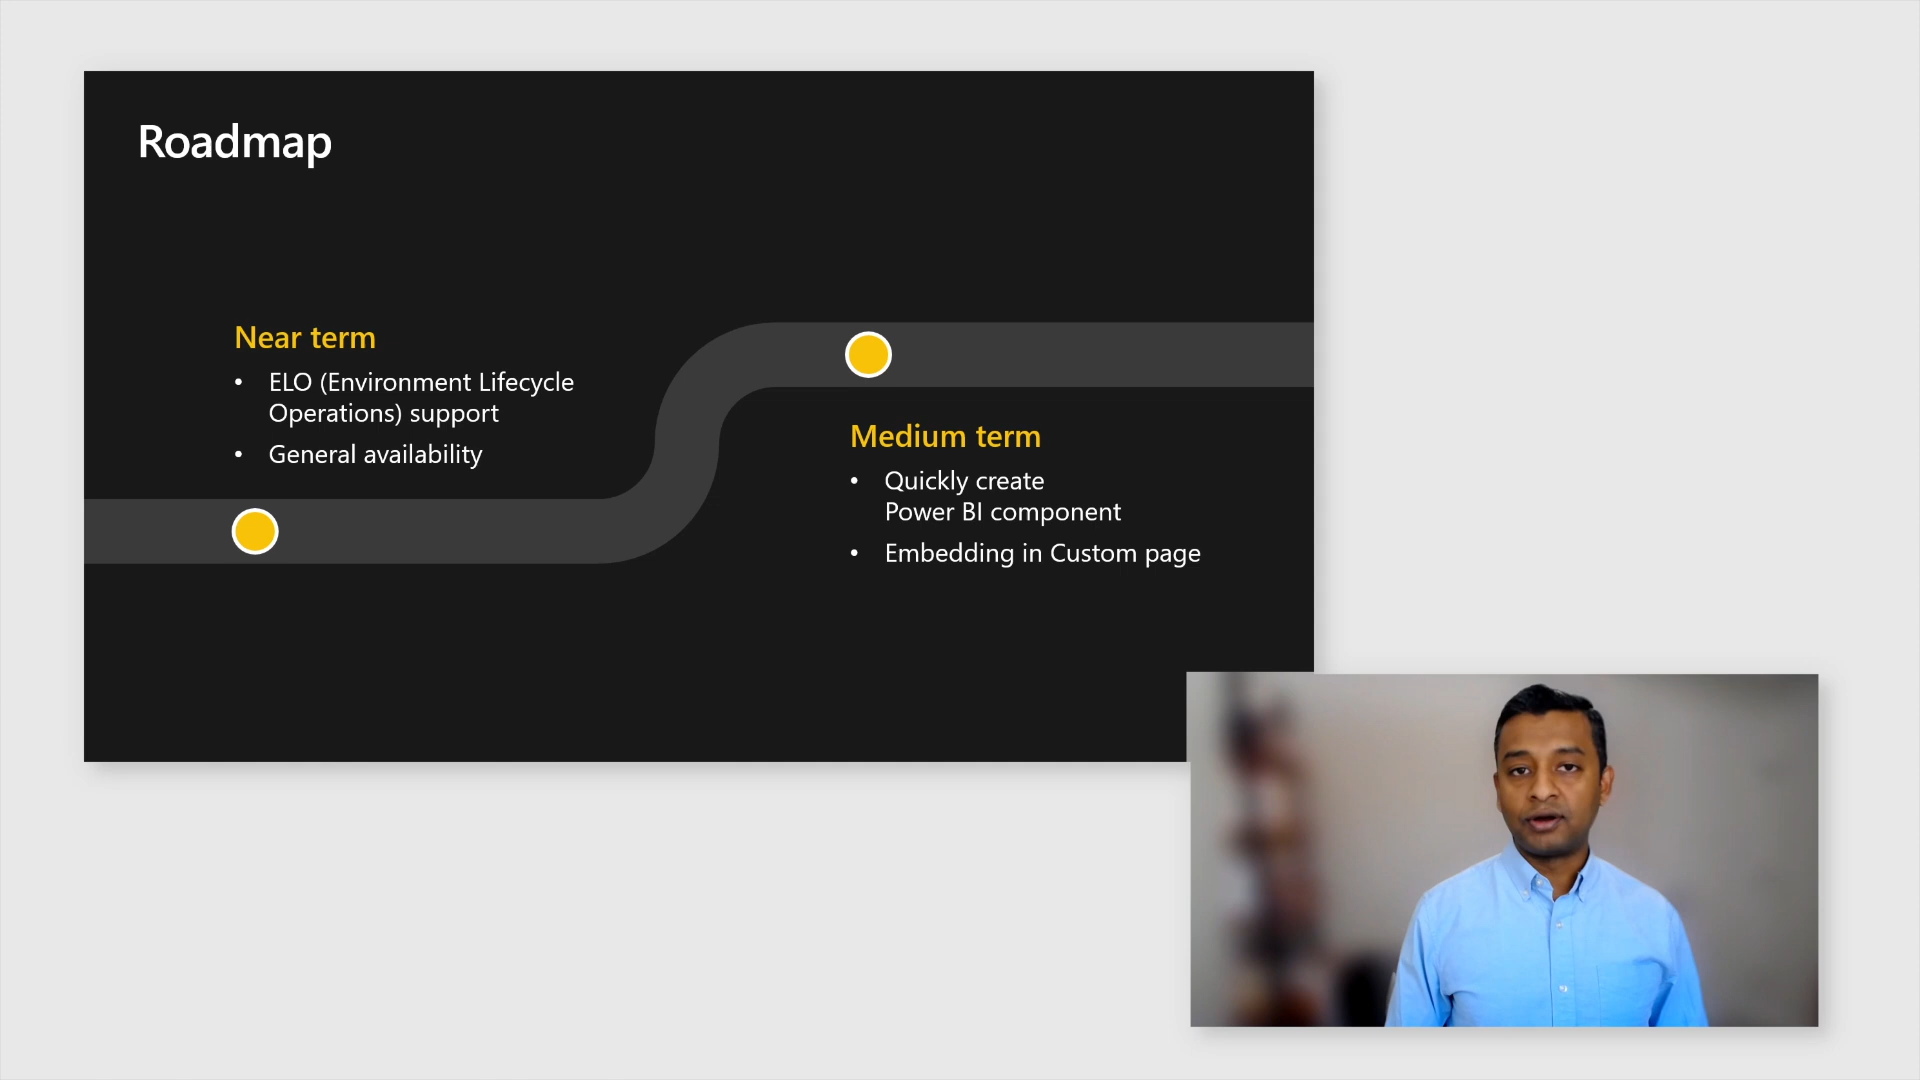 Roadmap
Near term
• ELO (Environment Lifecycle
Operations) support
• General availability
Medium term
• Quickly create
Power BI component
• Embedding in Custom page